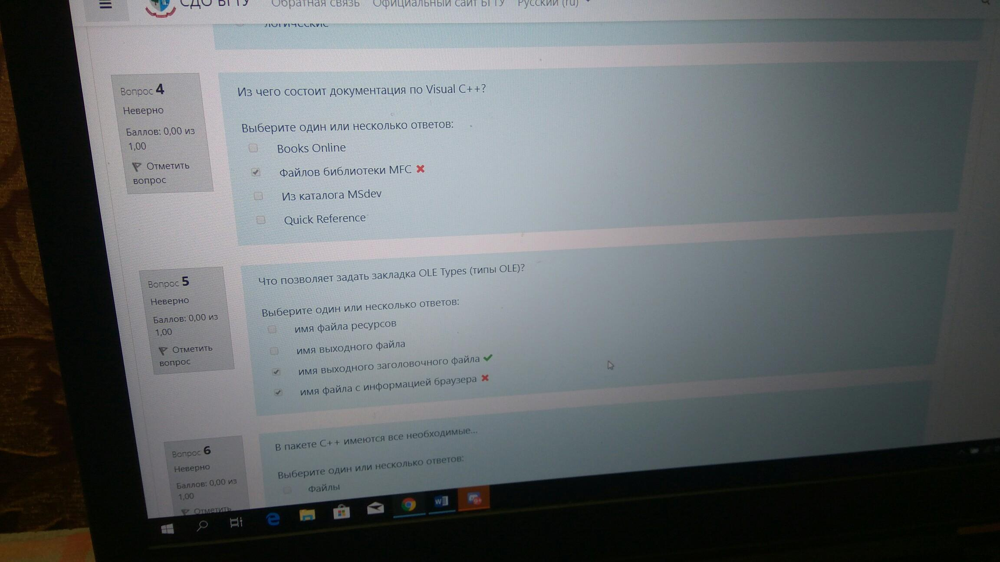 СДО БГТУ Обратная связь Официальный сайт БГТУ Русский (ru)
логические
Вопрос 4
Неверно
Баллов: 0,00 из
1,00
Отметить
вопрос
Из чего состоит документация по Visual C++?
Выберите один или несколько ответов:
Books Online
Файлов библиотеки MFC
Из каталога MSdev
Quick Reference
Вопрос 5
Неверно
Баллов: 0,00 из
1,00
Отметить
вопрос
Что позволяет задать закладка OLE Types (типы OLE)?
Выберите один или несколько ответов:
имя файла ресурсов
имя выходного файла
имя выходного заголовочного файла
имя файла с информацией браузера
Вопрос 6
Неверно
Баллов: 0,00 из
1,00
Отметить
В пакете C++ имеются все необходимые...
Выберите один или несколько ответов:
Файлы